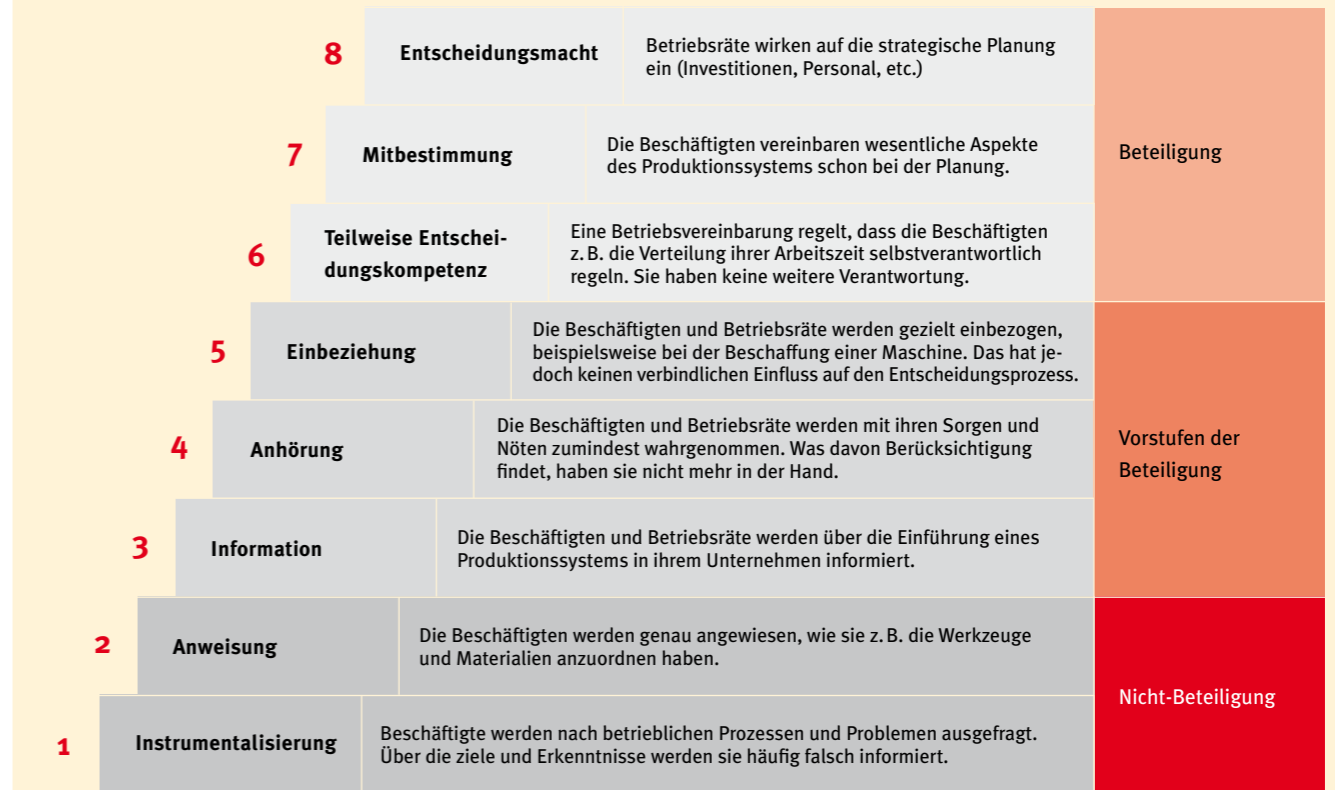 8
Entscheidungsmacht
Betriebsräte wirken auf die strategische Planung
ein (Investitionen, Personal, etc.)
7
Mitbestimmung
Die Beschäftigten vereinbaren wesentliche Aspekte
des Produktionssystems schon bei der Planung.
Beteiligung
6
Teilweise Entschei-
dungskompetenz
Eine Betriebsvereinbarung regelt, dass die Beschäftigten
z. B. die Verteilung ihrer Arbeitszeit selbstverantwortlich
regeln. Sie haben keine weitere Verantwortung.
5
Einbeziehung
Die Beschäftigten und Betriebsräte werden gezielt einbezogen,
beispielsweise bei der Beschaffung einer Maschine. Das hat je-
doch keinen verbindlichen Einfluss auf den Entscheidungsprozess.
4
Anhörung
Die Beschäftigten und Betriebsräte werden mit ihren Sorgen und
Nöten zumindest wahrgenommen. Was davon Berücksichtigung
findet, haben sie nicht mehr in der Hand.
Vorstufen der
Beteiligung
3
Information
Die Beschäftigten und Betriebsräte werden über die Einführung eines
Produktionssystems in ihrem Unternehmen informiert.
2
Anweisung
Die Beschäftigten werden genau angewiesen, wie sie z. B. die Werkzeuge
und Materialien anzuordnen haben.
Nicht-Beteiligung
1
Instrumentalisierung
Beschäftigte werden nach betrieblichen Prozessen und Problemen ausgefragt.
Über die ziele und Erkenntnisse werden sie häufig falsch informiert.